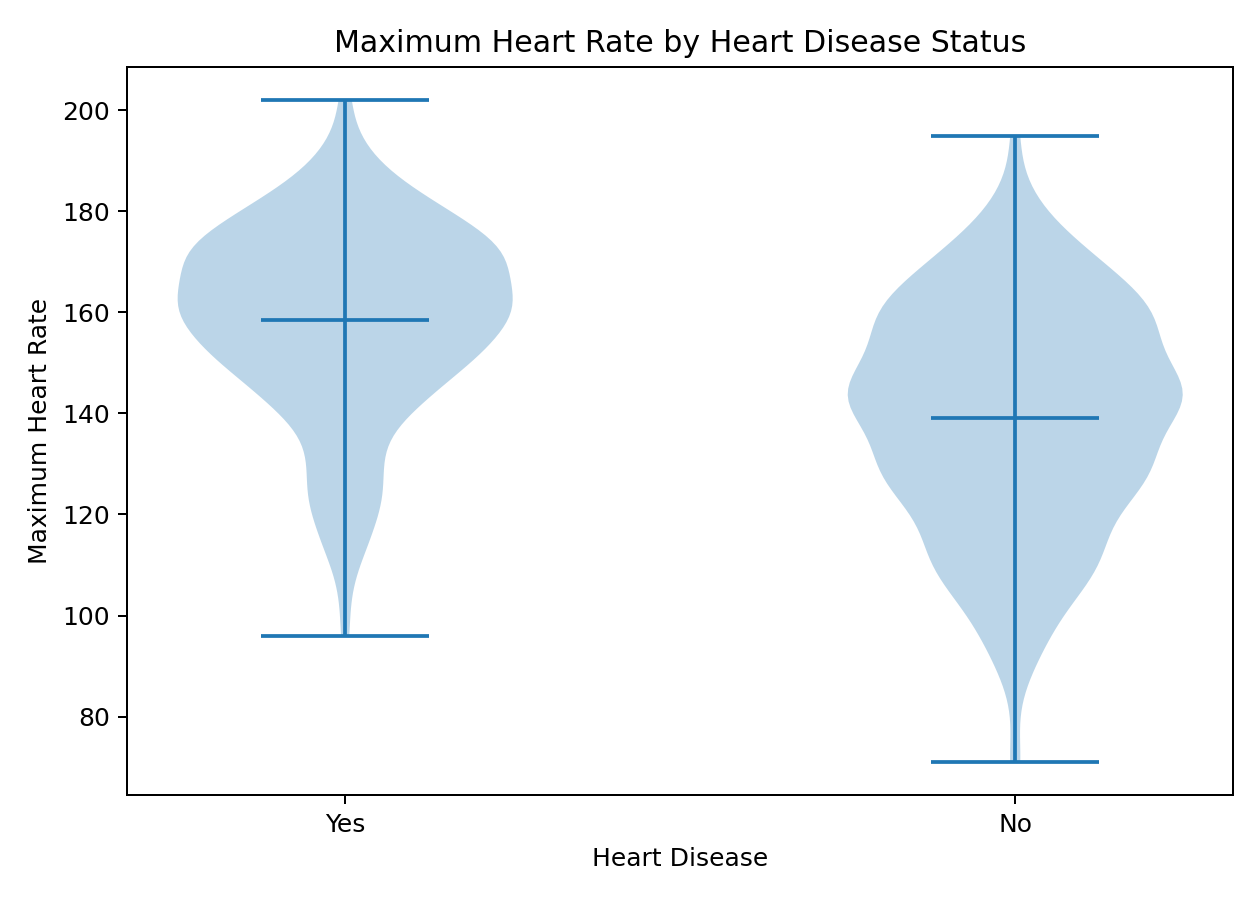 Maximum Heart Rate by Heart Disease Status
Maximum Heart Rate
200
180
160
140
120
100
80
Yes
No
Heart Disease